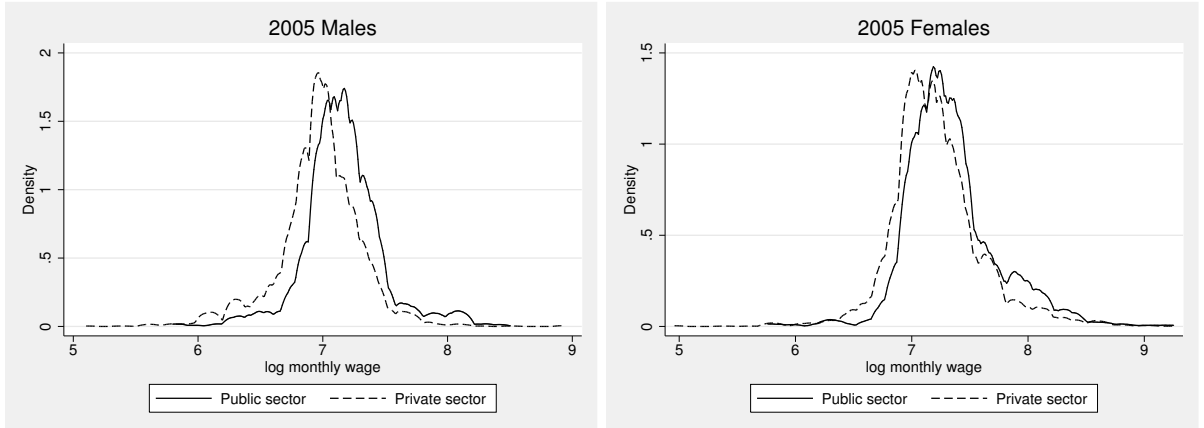 2005 Males
2
1.5
1
.5
0
Density
5 6 7 8 9
log monthly wage
Public sector Private sector
2005 Females
1.5
1
.5
0
Density
5 6 7 8 9
log monthly wage
Public sector Private sector